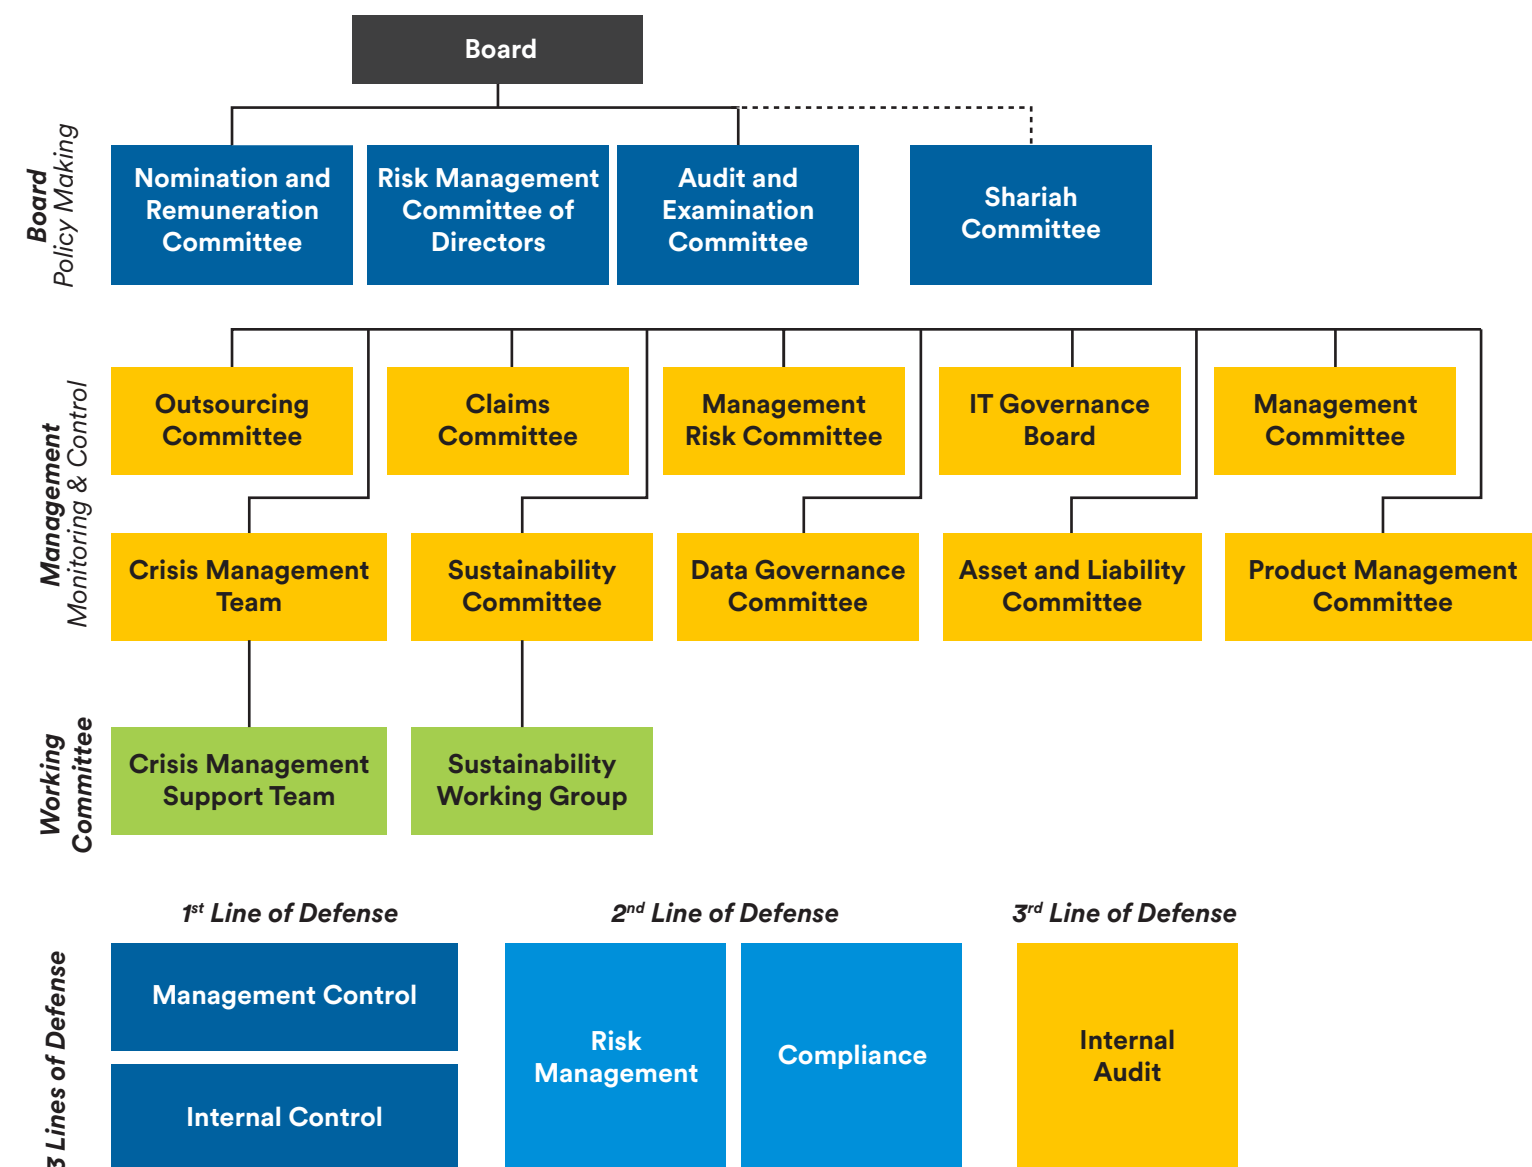 Board
Board
Policy Making
Nomination and
Remuneration
Committee
Risk Management
Committee of
Directors
Audit and
Examination
Committee
Shariah
Committee
Management
Monitoring & Control
Outsourcing
Committee
Claims
Committee
Management
Risk Committee
IT Governance
Board
Management
Committee
Crisis Management
Team
Sustainability
Committee
Data Governance
Committee
Asset and Liability
Committee
Product Management
Committee
Working
Committee
Crisis Management
Support Team
Sustainability
Working Group
1st Line of Defense
2nd Line of Defense
3rd Line of Defense
3 Lines of Defense
Management Control
Internal Control
Risk
Management
Compliance
Internal
Audit